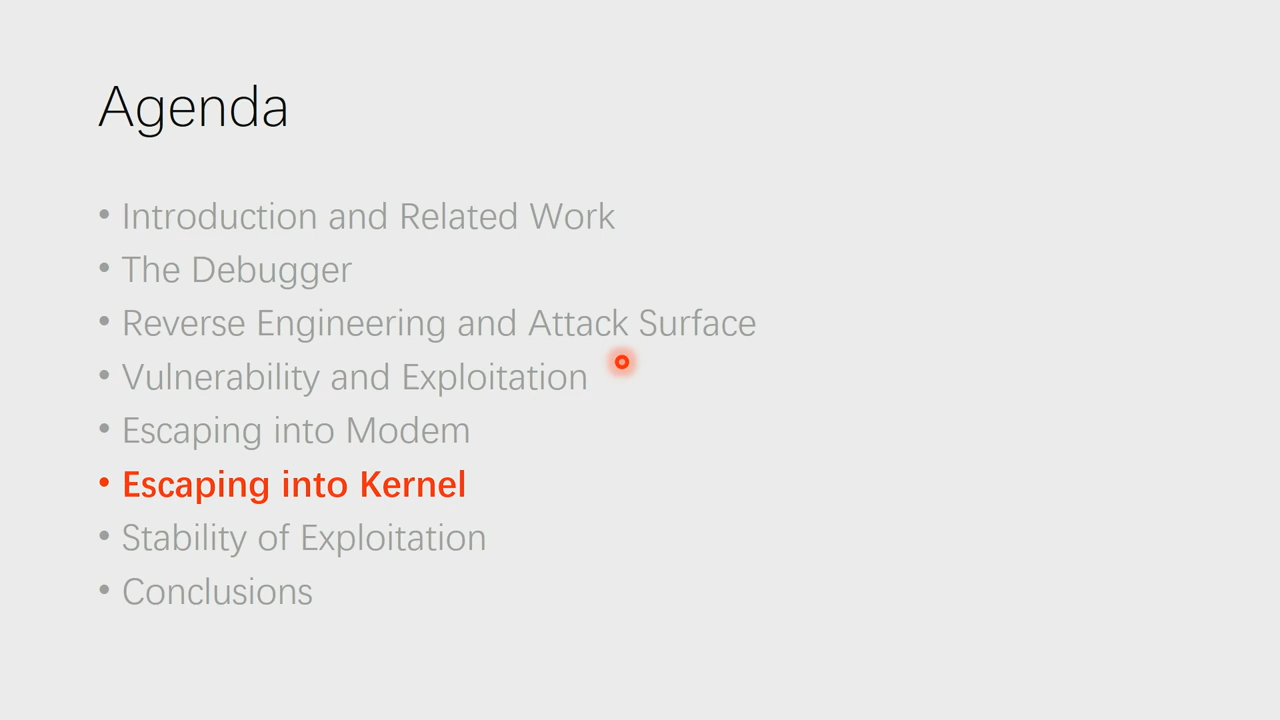 Agenda
• Introduction and Related Work
• The Debugger
• Reverse Engineering and Attack Surface
• Vulnerability and Exploitation
• Escaping into Modem
• Escaping into Kernel
• Stability of Exploitation
• Conclusions